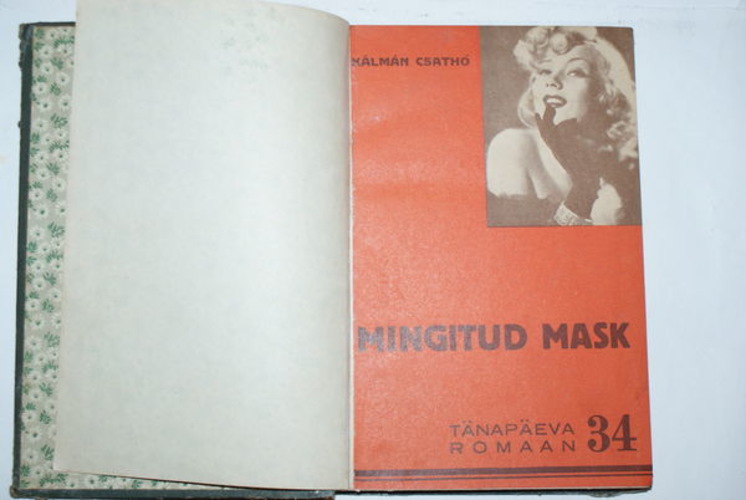 KÁLMÁN CSATHÓ
MINGITUD MASK
TÄNAPÄEVA
ROMAAN 34